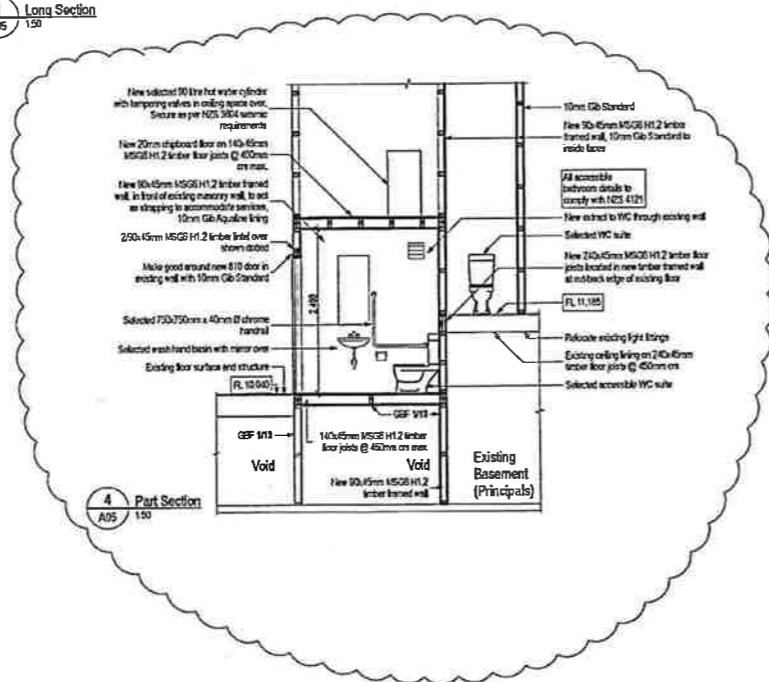 Long Section
05
1:50
New selected 90 litre hot water cylinder
with tempering valves in ceiling space over.
Secure as per NZS 3604 seismic
requirements
New 20mm chipboard floor on 140x45mm
MSG8 H1.2 timber floor joists @ 450mm
crs max.
New 90x45mm MSG8 H1.2 timber framed
wall, in front of existing masonry wall, to act
as strapping to accommodate services,
10mm Gib Aqualine lining
2/90x45mm MSG8 H1.2 timber lintel over
shown dotted
Make good around new 810 door in
existing wall with 10mm Gib Standard
Selected 750x750mm x 40mm Ø chrome
handrail
Selected wash hand basin with mirror over
Existing floor surface and structure
FL 10,940
2,400
10mm Gib Standard
New 90x45mm MSG8 H1.2 timber
framed wall, 10mm Gib Standard to
inside faces
All accessible
bathroom details to
comply with NZS 4121
New extract to WC through existing wall
Selected WC suite
New 240x45mm MSG8 H1.2 timber floor
joists located in new timber framed wall
at cut-back edge of existing floor
FL 11,185
Relocate existing light fittings
Existing ceiling lining on 240x45mm
timber floor joists @ 450mm crs
Selected accessible WC suite
GBF 1/13
GBF 1/13
140x45mm MSG8 H1.2 timber
floor joists @ 450mm crs max.
Void
Void
New 90x45mm MSG8 H1.2
timber framed wall
Existing
Basement
(Principals)
4
A05
Part Section
1:50